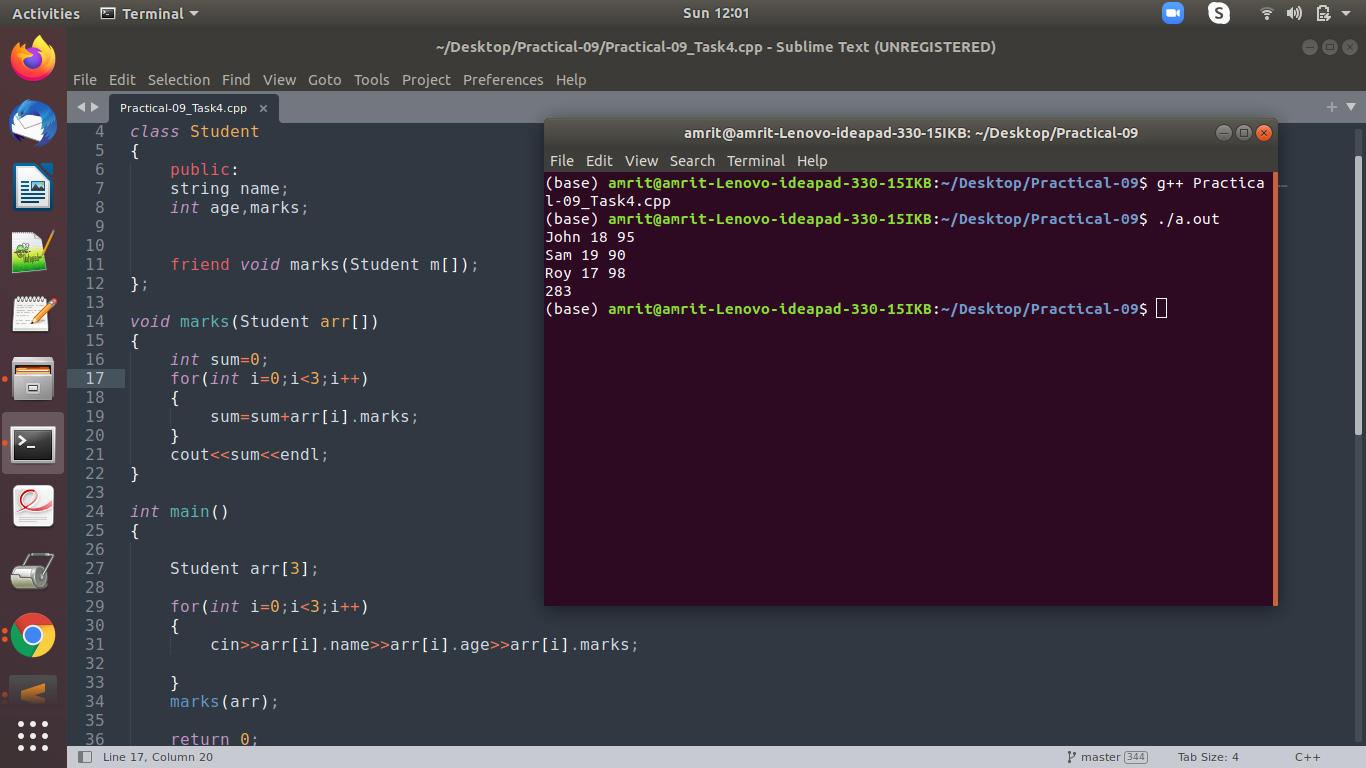 Activities Terminal Sun 12:01
~/Desktop/Practical-09/Practical-09_Task4.cpp - Sublime Text (UNREGISTERED)
File Edit Selection Find View Goto Tools Project Preferences Help
Practical-09_Task4.cpp
4 class Student
5 {
6 public:
7 string name;
8 int age,marks;
9
10
11 friend void marks(Student m[]);
12 };
13
14 void marks(Student arr[])
15 {
16 int sum=0;
17 for(int i=0;i<3;i++)
18 {
19 sum=sum+arr[i].marks;
20 }
21 cout<<sum<<endl;
22 }
23
24 int main()
25 {
26
27 Student arr[3];
28
29 for(int i=0;i<3;i++)
30 {
31 cin>>arr[i].name>>arr[i].age>>arr[i].marks;
32
33 }
34 marks(arr);
35
36 return 0;
amrit@amrit-Lenovo-ideapad-330-15IKB: ~/Desktop/Practical-09
File Edit View Search Terminal Help
(base) amrit@amrit-Lenovo-ideapad-330-15IKB:~/Desktop/Practical-09$ g++ Practica
l-09_Task4.cpp
(base) amrit@amrit-Lenovo-ideapad-330-15IKB:~/Desktop/Practical-09$ ./a.out
John 18 95
Sam 19 90
Roy 17 98
283
(base) amrit@amrit-Lenovo-ideapad-330-15IKB:~/Desktop/Practical-09$
Line 17, Column 20 master 344 Tab Size: 4 C++